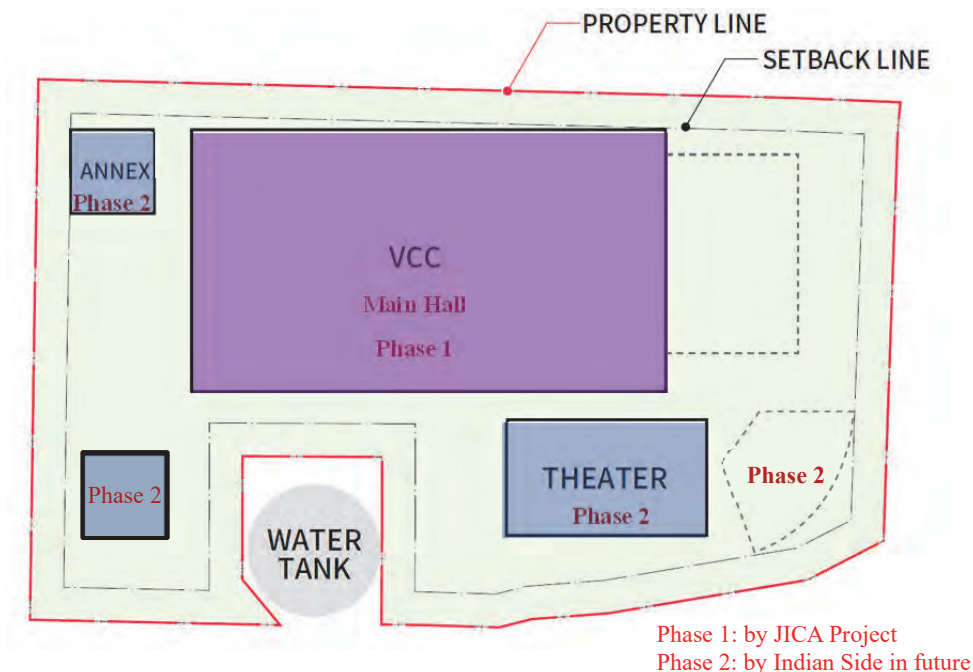 PROPERTY LINE
SETBACK LINE
ANNEX
Phase 2
VCC
Main Hall
Phase 1
Phase 2
WATER
TANK
THEATER
Phase 2
Phase 2
Phase 1: by JICA Project
Phase 2: by Indian Side in future